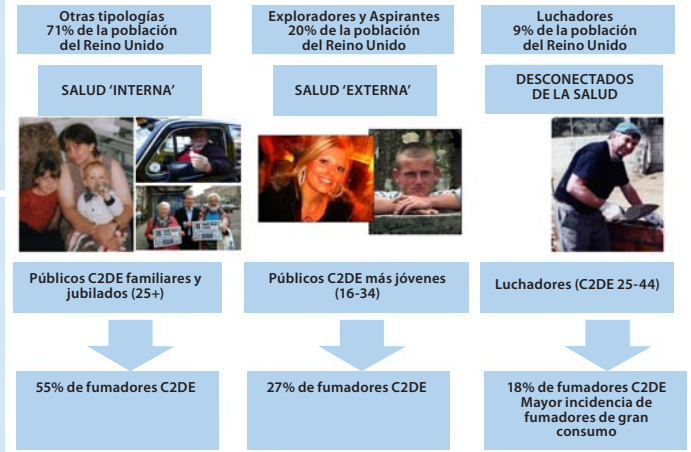 Otras tipologías
71% de la población
del Reino Unido
SALUD ‘INTERNA’
Públicos C2DE familiares y
jubilados (25+)
55% de fumadores C2DE
Exploradores y Aspirantes
20% de la población
del Reino Unido
SALUD ‘EXTERNA’
Públicos C2DE más jóvenes
(16-34)
27% de fumadores C2DE
Luchadores
9% de la población
del Reino Unido
DESCONECTADOS
DE LA SALUD
Luchadores (C2DE 25-44)
18% de fumadores C2DE
Mayor incidencia de
fumadores de gran
consumo